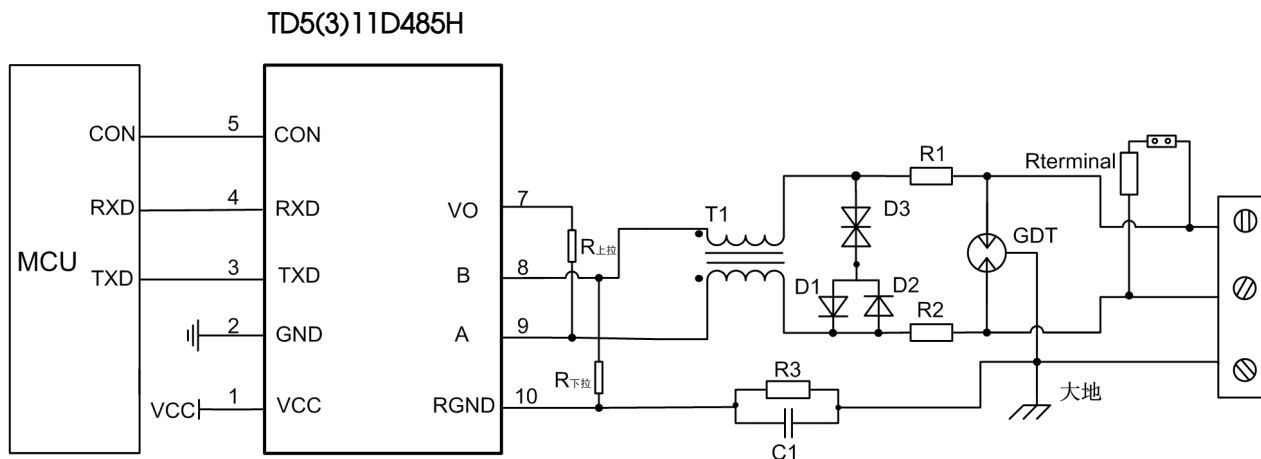 TD5(3)11D485H
MCU
CON
RXD
TXD
5
4
3
2
1
CON
RXD
TXD
GND
VCC
VCC
VO
B
A
RGND
7
8
9
10
R上拉
R下拉
T1
D3
D1
D2
R1
R2
R3
C1
GDT
Rterminal
大地